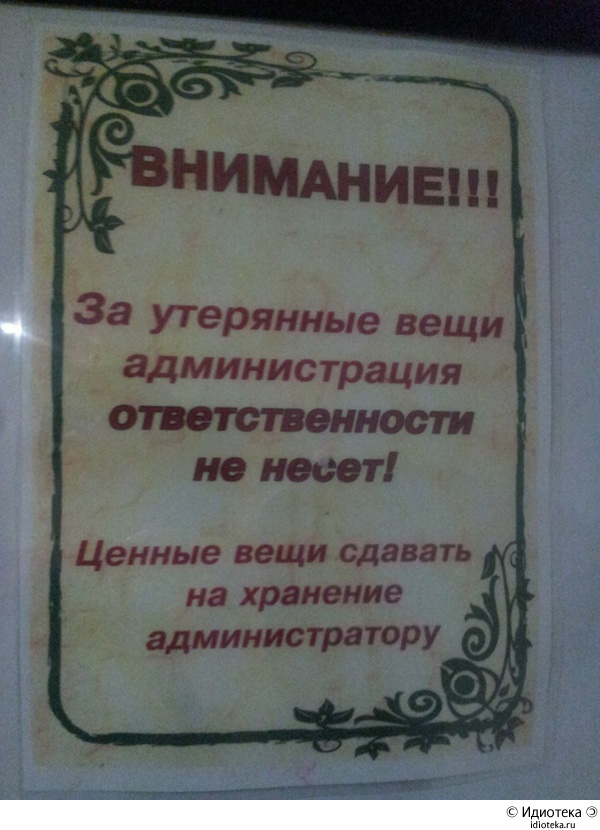 ВНИМАНИЕ!!!
За утерянные вещи
администрация
ответственности
не несет!
Ценные вещи сдавать
на хранение
администратору
© Идиотека
idioteka.ru